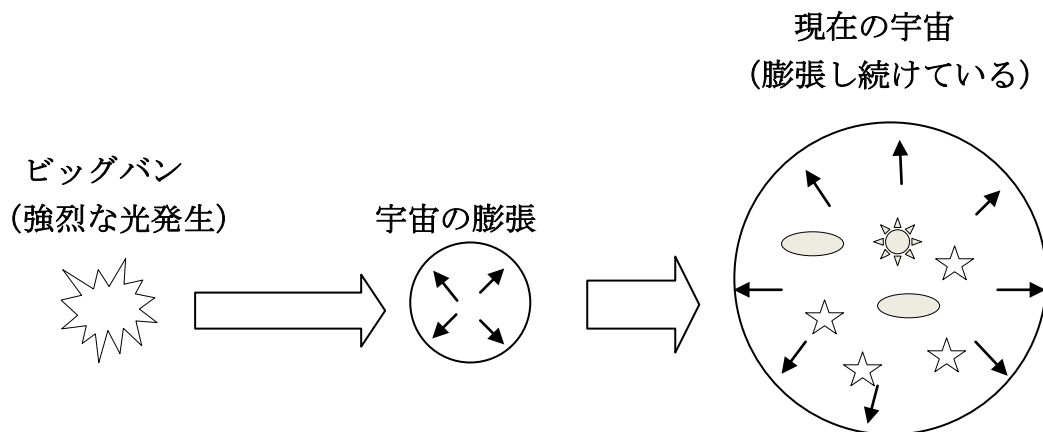 ビッグバン
（強烈な光発生）
宇宙の膨張
現在の宇宙
（膨張し続けている）